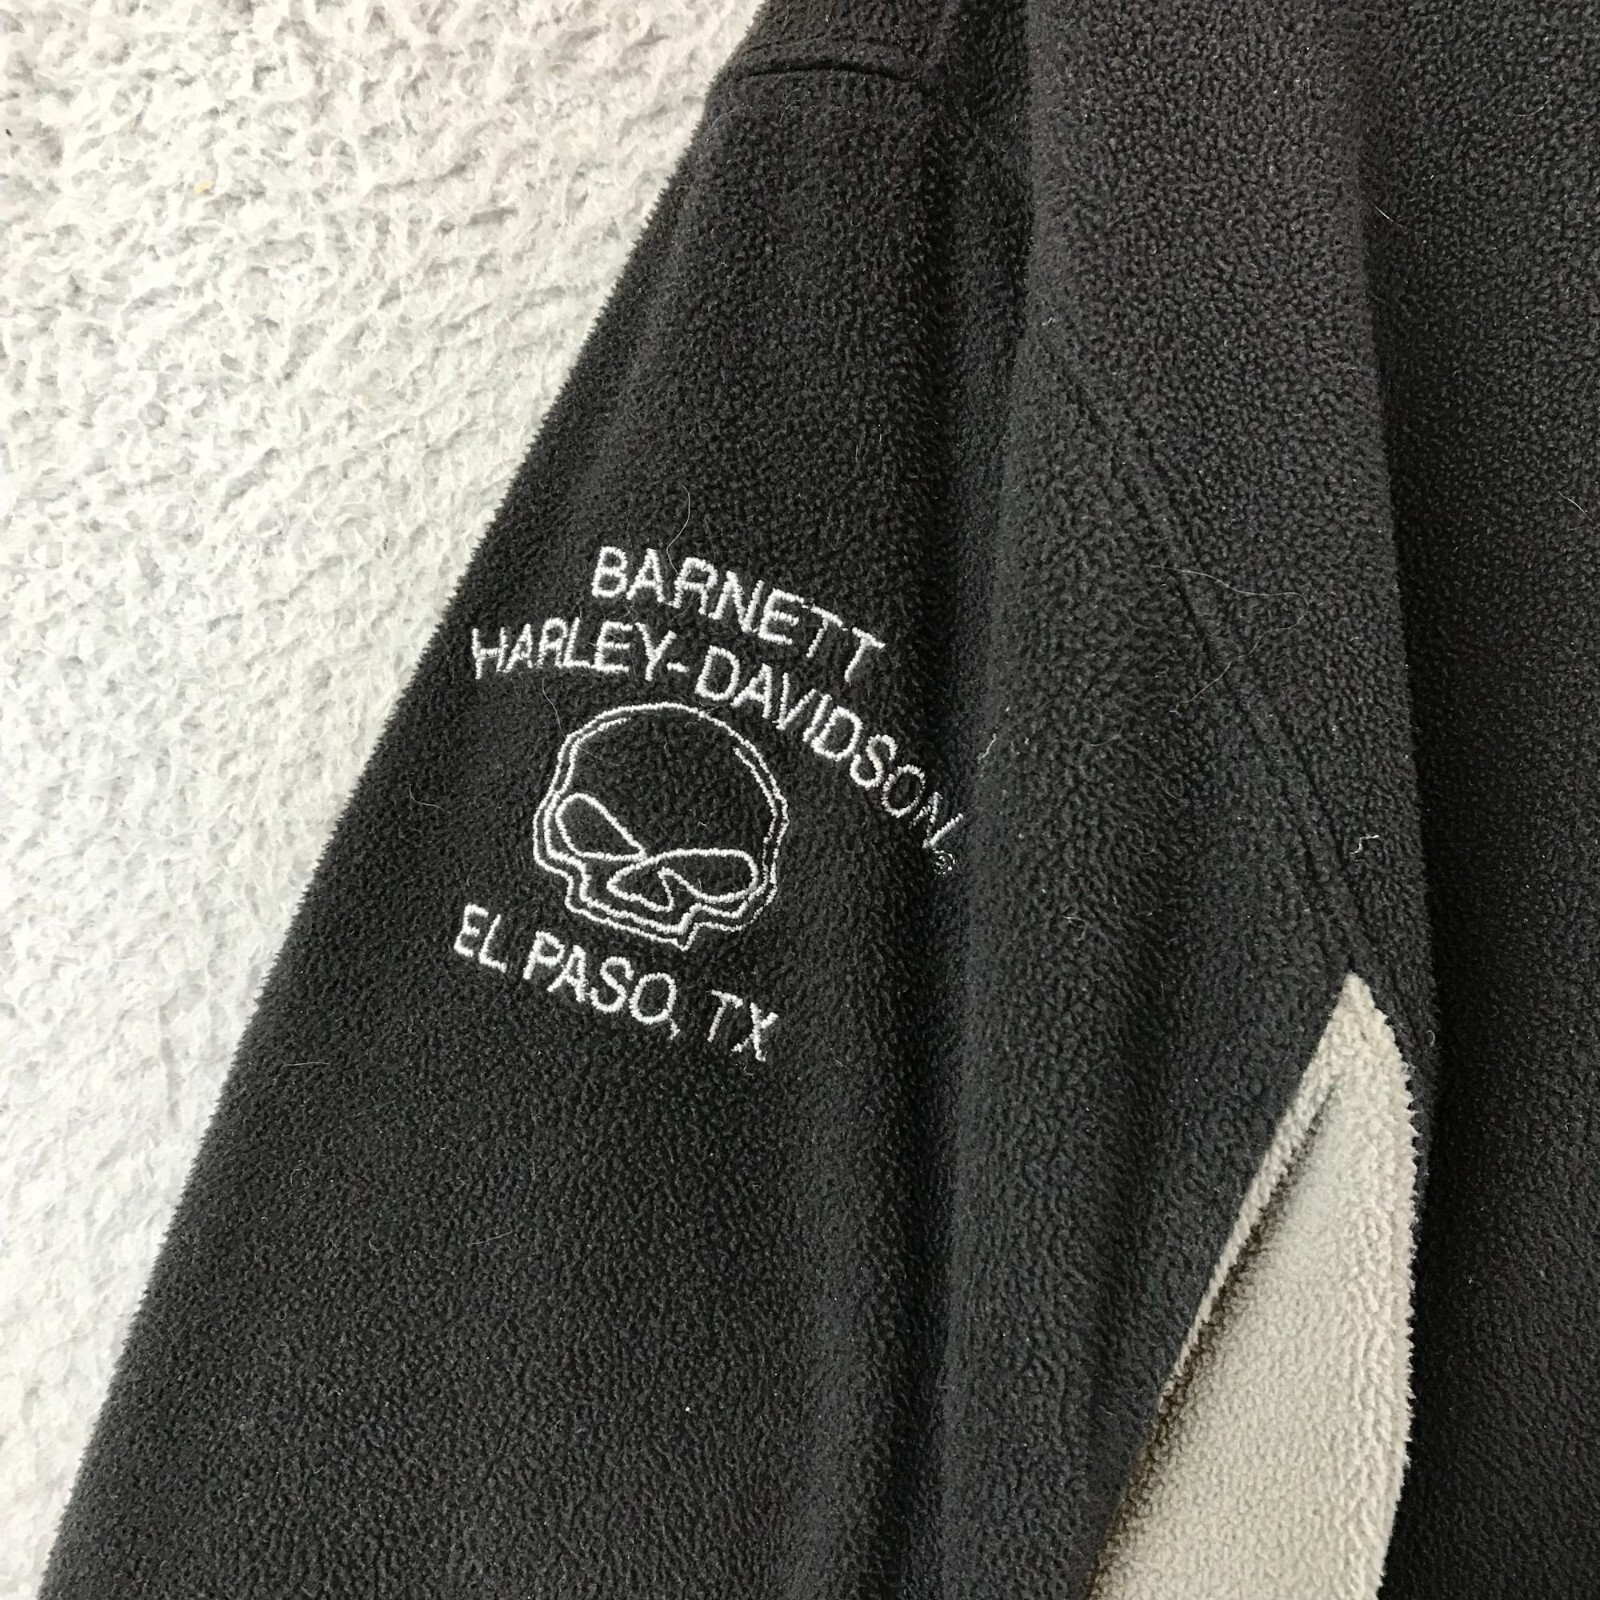 BARNETT
HARLEY-DAVIDSON®
EL PASO, TX